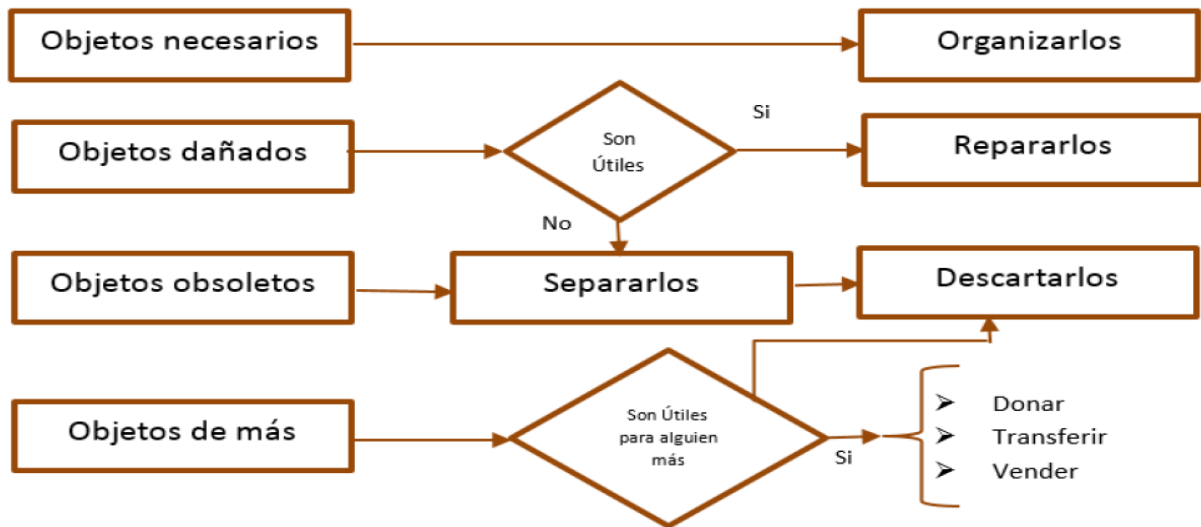 Objetos necesarios
Organizarlos
Objetos dañados
Son
Útiles
Si
Repararlos
No
Objetos obsoletos
Separarlos
Descartarlos
Objetos de más
Son Útiles
para alguien
más
Si
➢ Donar
➢ Transferir
➢ Vender